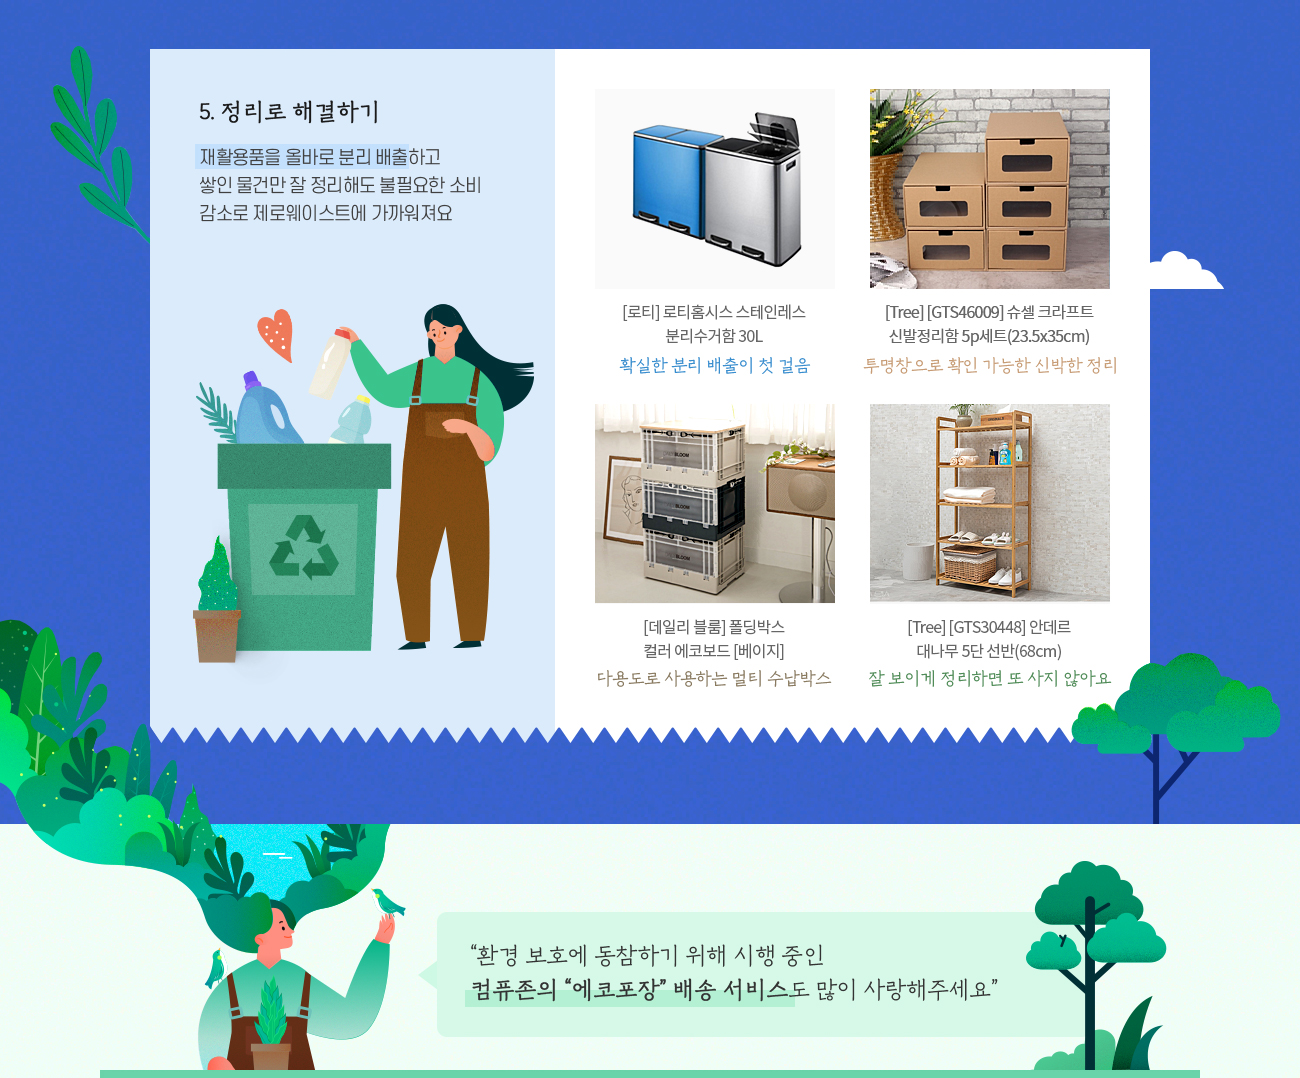 5. 정리로 해결하기
재활용품을 올바로 분리 배출하고
쌓인 물건만 잘 정리해도 불필요한 소비
감소로 제로웨이스트에 가까워져요
[로티] 로티홈시스 스테인레스
분리수거함 30L
확실한 분리 배출이 첫 걸음
[Tree] [GTS46009] 슈셀 크라프트
신발정리함 5p세트(23.5x35cm)
투명창으로 확인 가능한 신박한 정리
[데일리 블룸] 폴딩박스
컬러 에코보드 [베이지]
다용도로 사용하는 멀티 수납박스
[Tree] [GTS30448] 안데르
대나무 5단 선반(68cm)
잘 보이게 정리하면 또 사지 않아요
“환경 보호에 동참하기 위해 시행 중인
컴퓨존의 “에코포장” 배송 서비스도 많이 사랑해주세요”